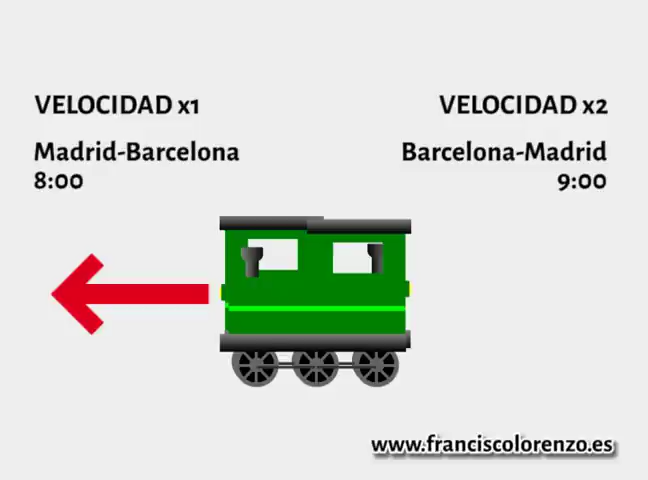 VELOCIDAD x1
Madrid-Barcelona
8:00
VELOCIDAD x2
Barcelona-Madrid
9:00
www.franciscolorenzo.es